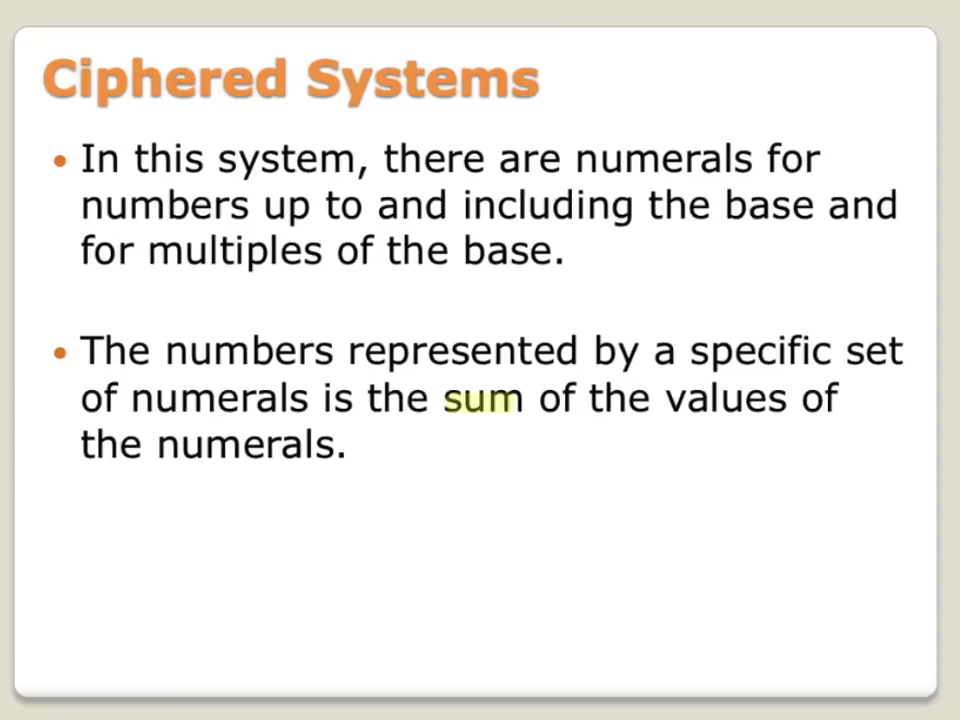 Ciphered Systems
• In this system, there are numerals for
numbers up to and including the base and
for multiples of the base.
• The numbers represented by a specific set
of numerals is the sum of the values of
the numerals.